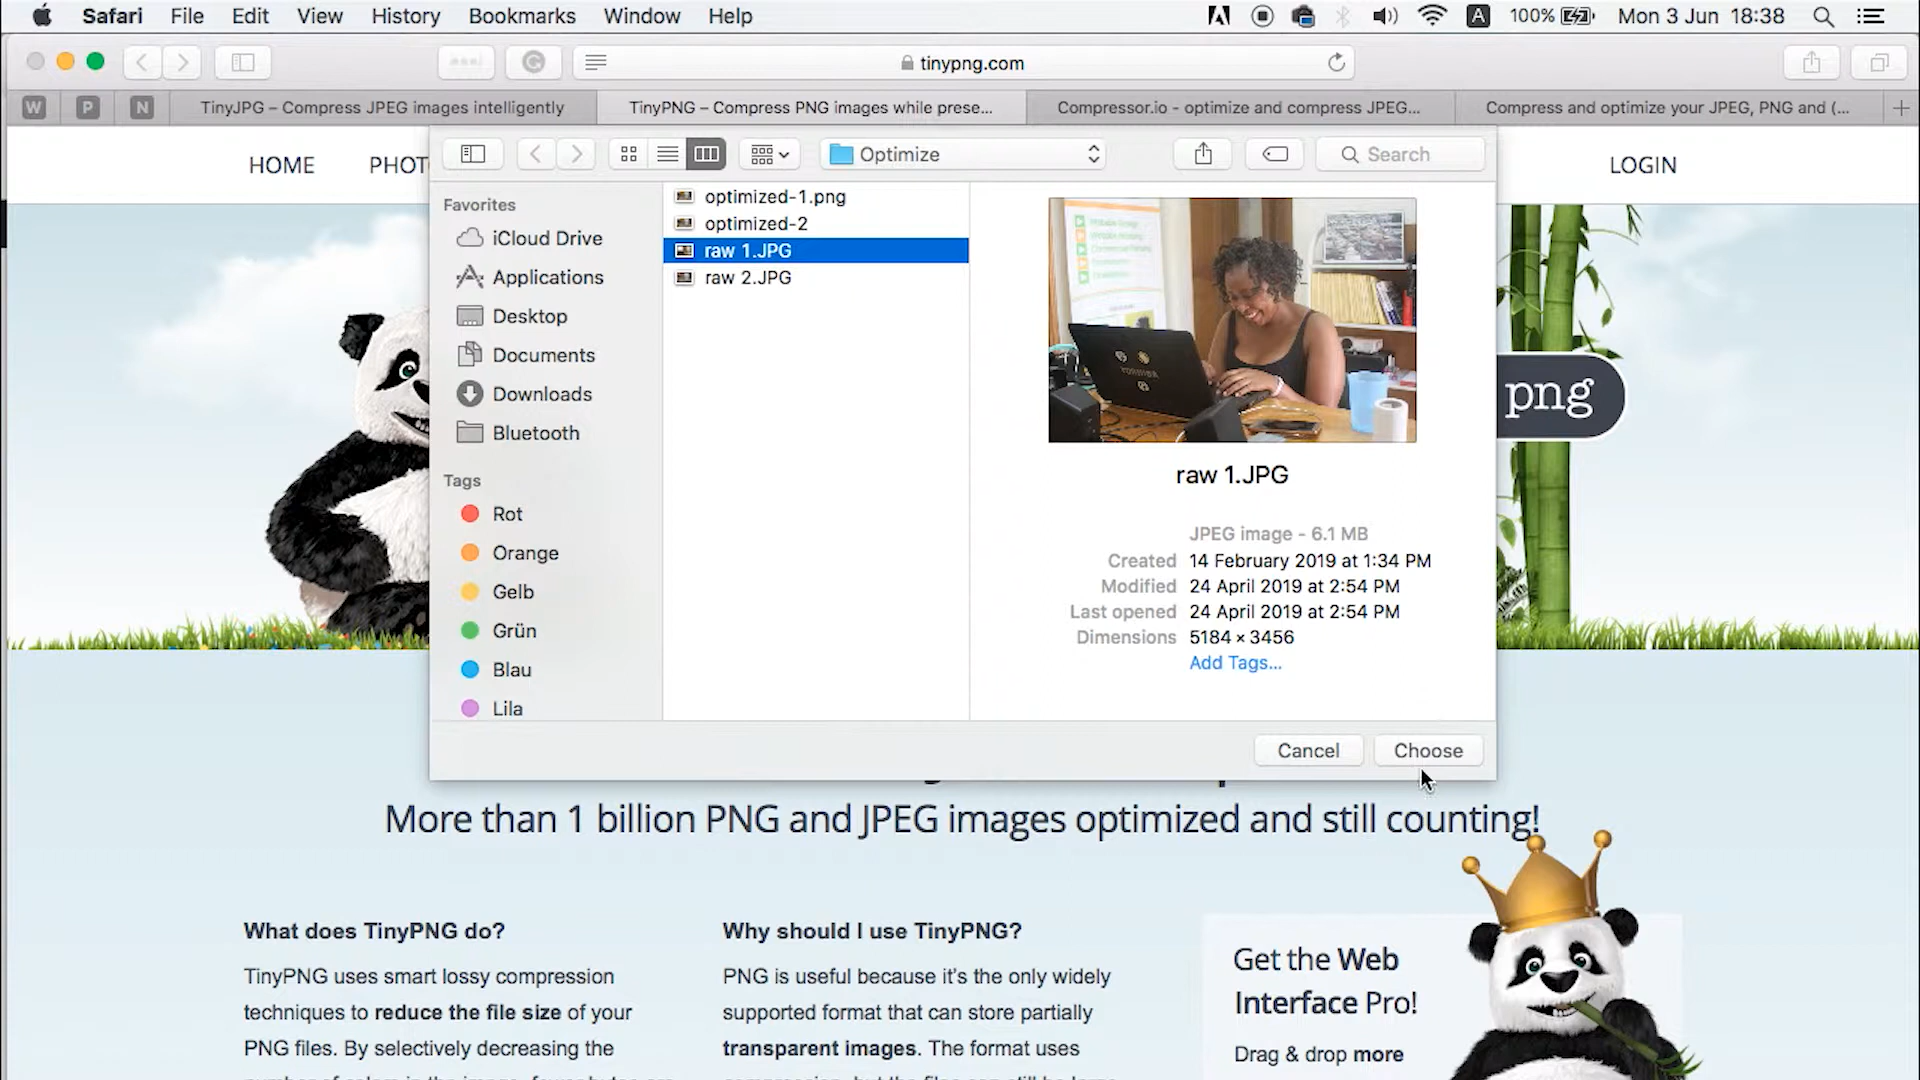 Safari File Edit View History Bookmarks Window Help A 100% Mon 3 Jun 18:38
tinypng.com
W P N TinyJPG – Compress JPEG images intelligently TinyPNG – Compress PNG images while prese... Compressor.io - optimize and compress JPEG... Compress and optimize your JPEG, PNG and (...
HOME PHOT LOGIN
Optimize Search
Favorites
iCloud Drive
Applications
Desktop
Documents
Downloads
Bluetooth
Tags
Rot
Orange
Gelb
Grün
Blau
Lila
optimized-1.png
optimized-2
raw 1.JPG
raw 2.JPG
TOSHIBA
raw 1.JPG
JPEG image - 6.1 MB
Created 14 February 2019 at 1:34 PM
Modified 24 April 2019 at 2:54 PM
Last opened 24 April 2019 at 2:54 PM
Dimensions 5184 × 3456
Add Tags...
Cancel Choose
png
More than 1 billion PNG and JPEG images optimized and still counting!
What does TinyPNG do?
TinyPNG uses smart lossy compression
techniques to reduce the file size of your
PNG files. By selectively decreasing the
Why should I use TinyPNG?
PNG is useful because it's the only widely
supported format that can store partially
transparent images. The format uses
Get the Web
Interface Pro!
Drag & drop more